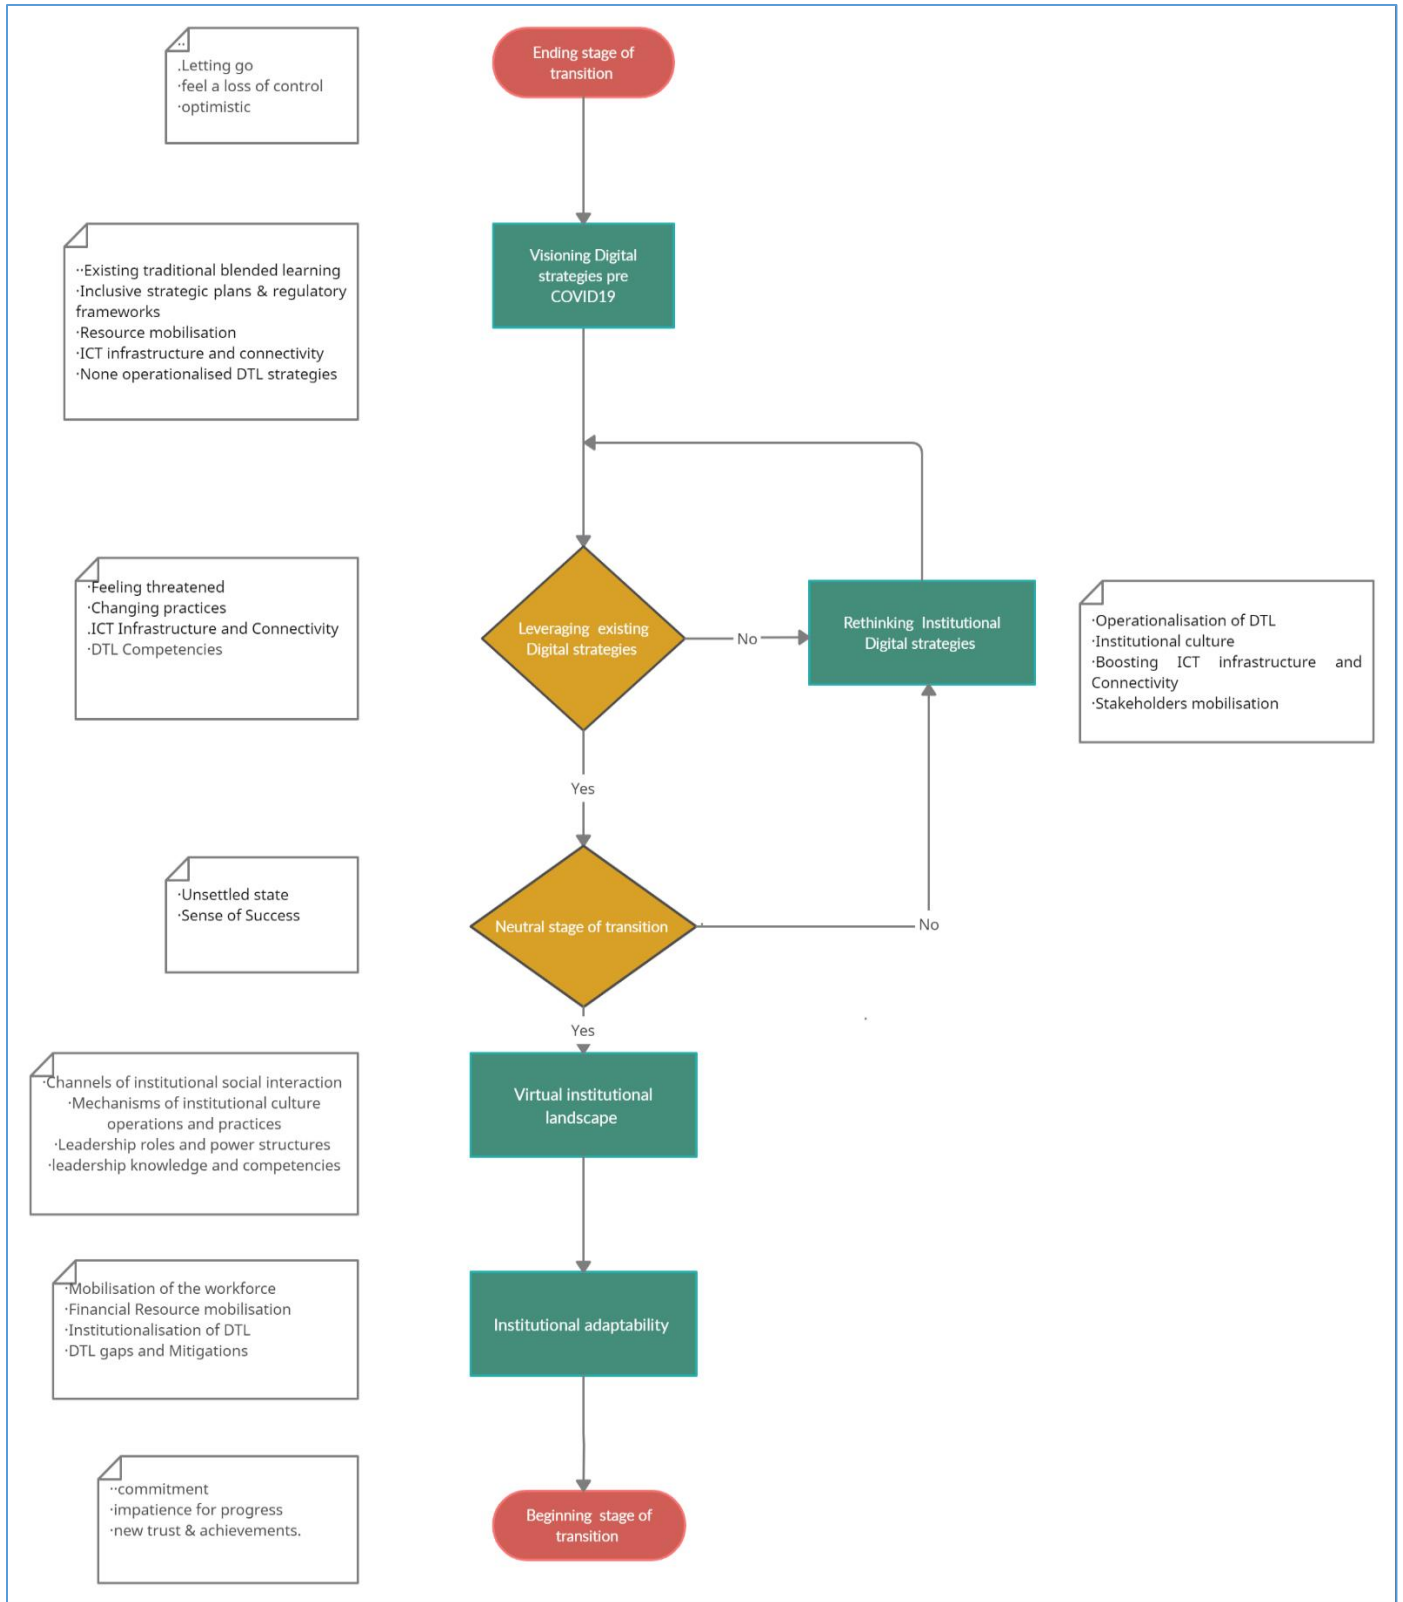 ..
.Letting go
·feel a loss of control
·optimistic
Ending stage of
transition
··Existing traditional blended learning
·Inclusive strategic plans & regulatory
frameworks
·Resource mobilisation
·ICT infrastructure and connectivity
·None operationalised DTL strategies
Visioning Digital
strategies pre
COVID19
·Feeling threatened
·Changing practices
.ICT Infrastructure and Connectivity
·DTL Competencies
Leveraging existing
Digital strategies
No
Rethinking Institutional
Digital strategies
·Operationalisation of DTL
·Institutional culture
·Boosting ICT infrastructure and
Connectivity
·Stakeholders mobilisation
Yes
·Unsettled state
·Sense of Success
Neutral stage of transition
No
Yes
·Channels of institutional social interaction
·Mechanisms of institutional culture
operations and practices
·Leadership roles and power structures
·leadership knowledge and competencies
Virtual institutional
landscape
·Mobilisation of the workforce
·Financial Resource mobilisation
·Institutionalisation of DTL
·DTL gaps and Mitigations
Institutional adaptability
··commitment
·impatience for progress
·new trust & achievements.
Beginning stage of
transition